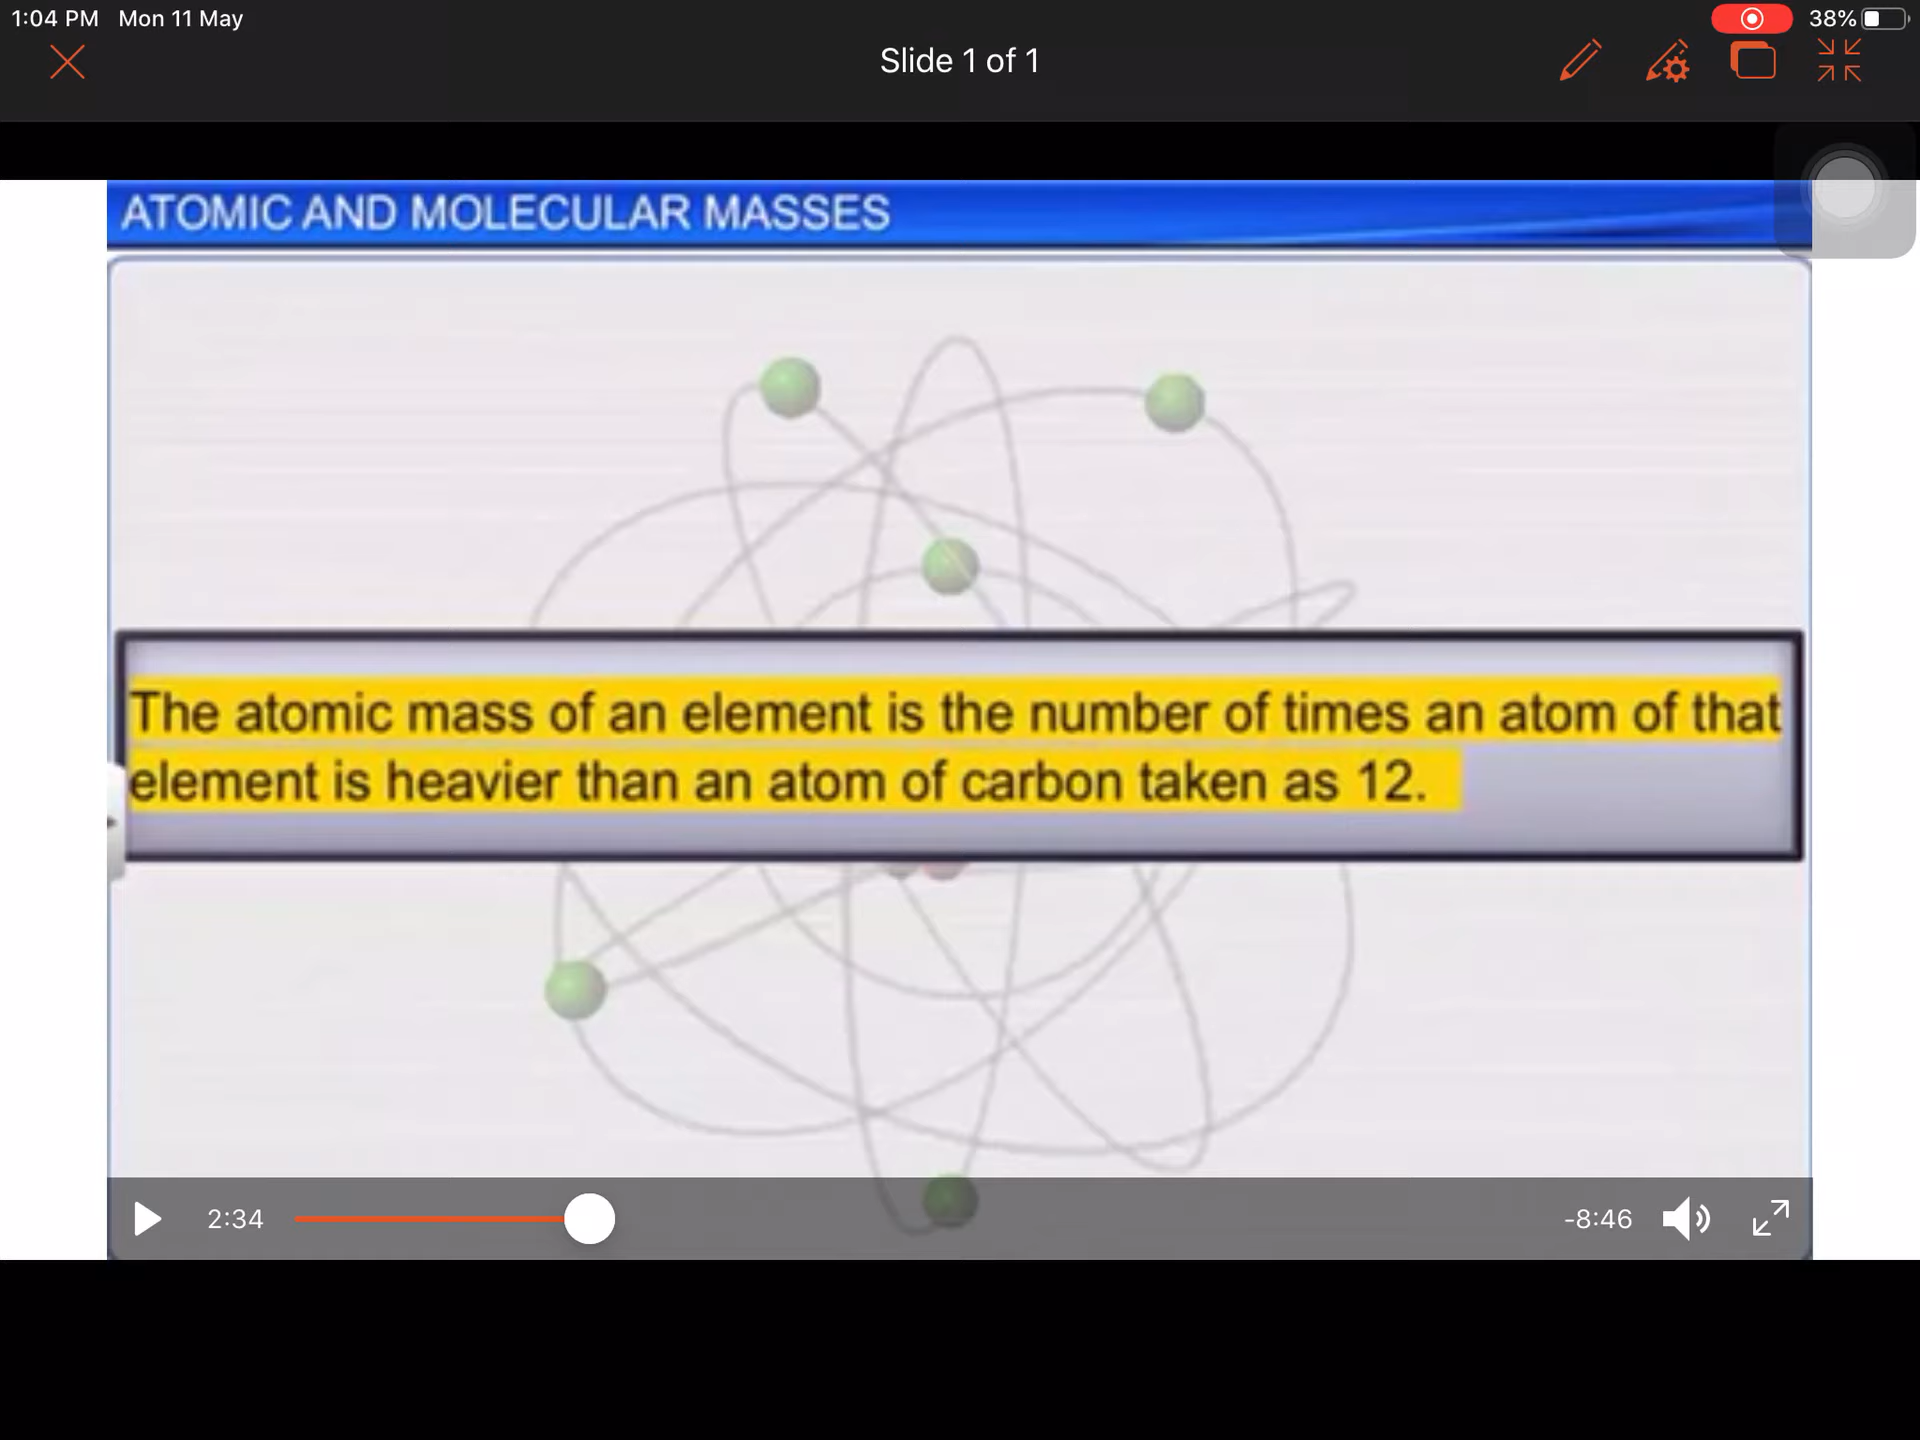 1:04 PM Mon 11 May
38%
Slide 1 of 1
ATOMIC AND MOLECULAR MASSES
The atomic mass of an element is the number of times an atom of that
element is heavier than an atom of carbon taken as 12.
2:34
-8:46